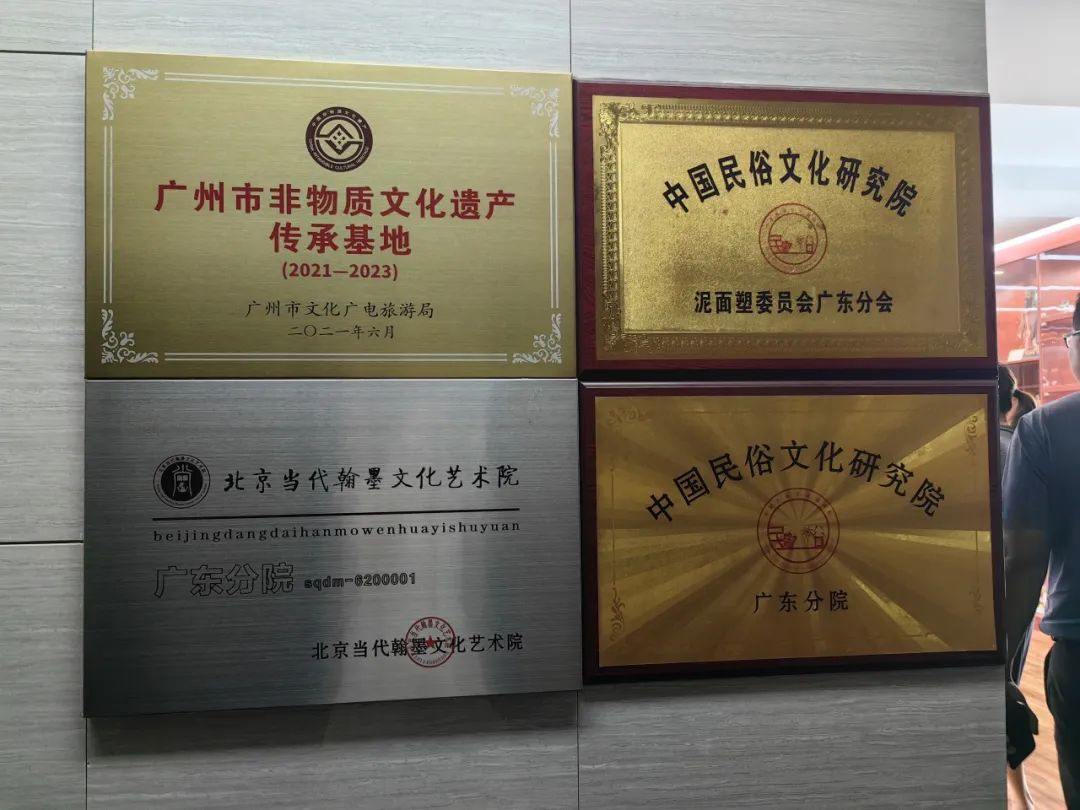 广州市非物质文化遗产
传承基地
(2021—2023)
广州市文化广电旅游局
二〇二一年六月
中国民俗文化研究院
泥面塑委员会广东分会
北京当代翰墨文化艺术院
beijingdangdaihanmowenhuayishuyuan
广东分院 sqdm-6200001
北京当代翰墨文化艺术院
中国民俗文化研究院
广东分院